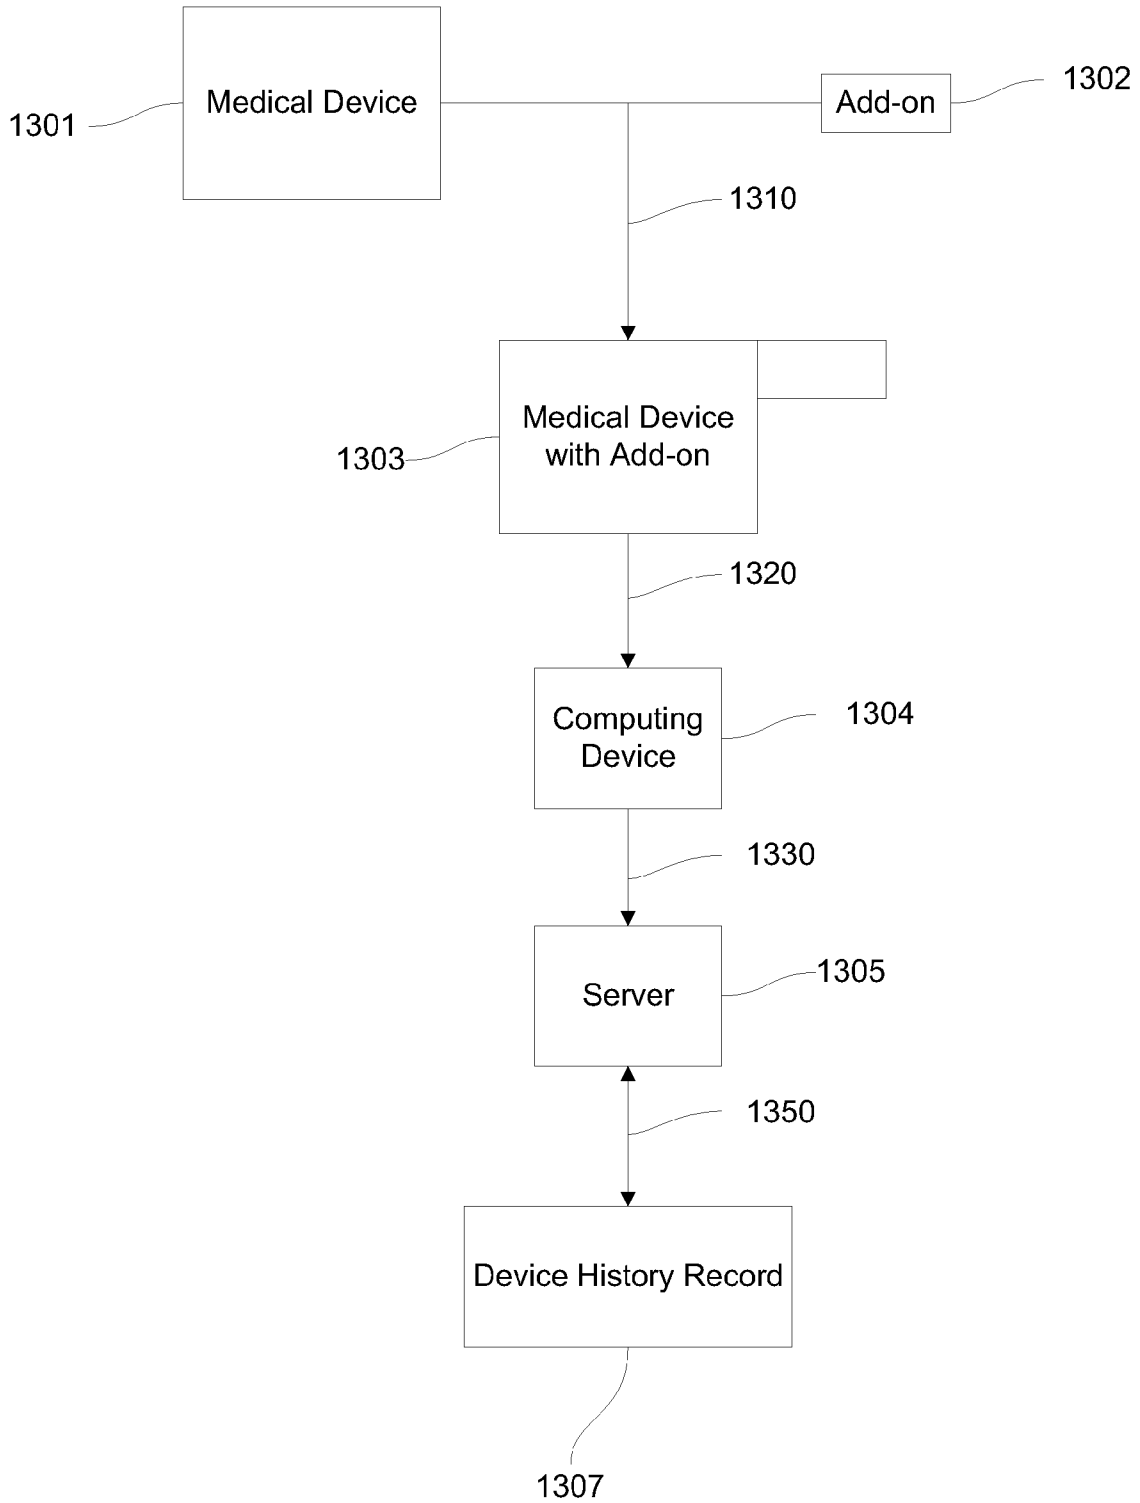 1302
Medical Device
Add-on
1301
1310
Medical Device
with Add-on
1303
1320
Computing
Device
1304
1330
Server
1305
1350
Device History Record
1307